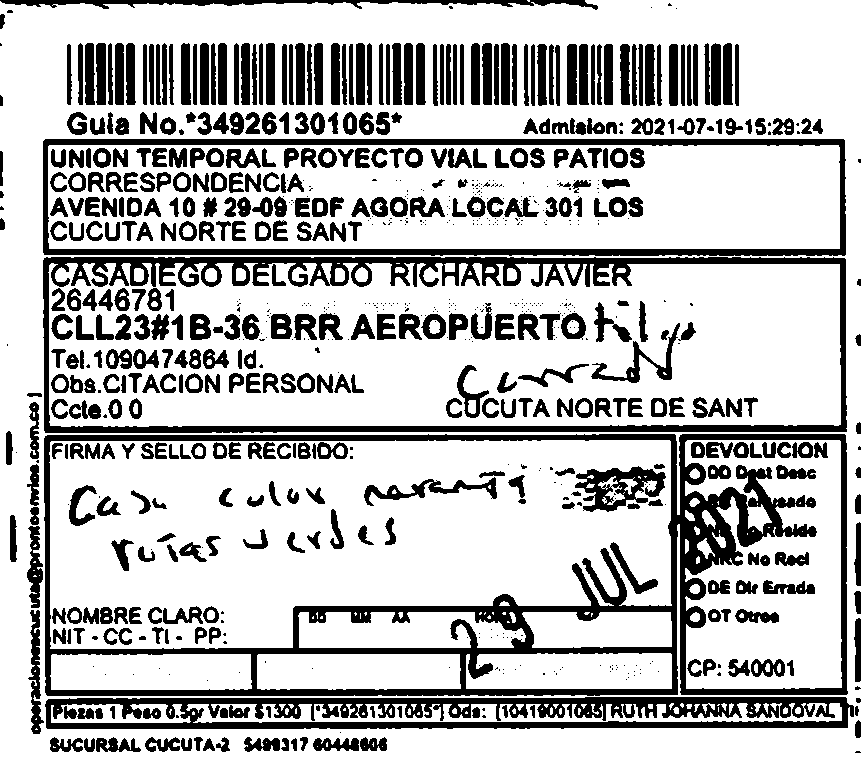 Guia No.*349261301065*
Admision: 2021-07-19-15:29:24
UNION TEMPORAL PROYECTO VIAL LOS PATIOS
CORRESPONDENCIA
AVENIDA 10 # 29-09 EDF AGORA LOCAL 301 LOS
CUCUTA NORTE DE SANT
CASADIEGO DELGADO RICHARD JAVIER
26446781
CLL23#1B-36 BRR AEROPUERTO
Tel.1090474864 Id.
Obs.CITACION PERSONAL
Cerrado
Ccte.0 0
CUCUTA NORTE DE SANT
FIRMA Y SELLO DE RECIBIDO:
Casa color naranja
rejas verdes
29 JUL 2021
DEVOLUCION
DD Dest Desc
No Reside
NRC No Recl
DE Dir Errada
OT Otros
NOMBRE CLARO:
NIT - CC - TI - PP:
DD MM AA HORA
CP: 540001
operacionescucuta@prontoenvios.com.co
Piezas 1 Peso 0.5gr Valor $1300 [*349261301065*] Ods: [10419001065] RUTH JOHANNA SANDOVAL
SUCURSAL CUCUTA-2 5499317 60448606